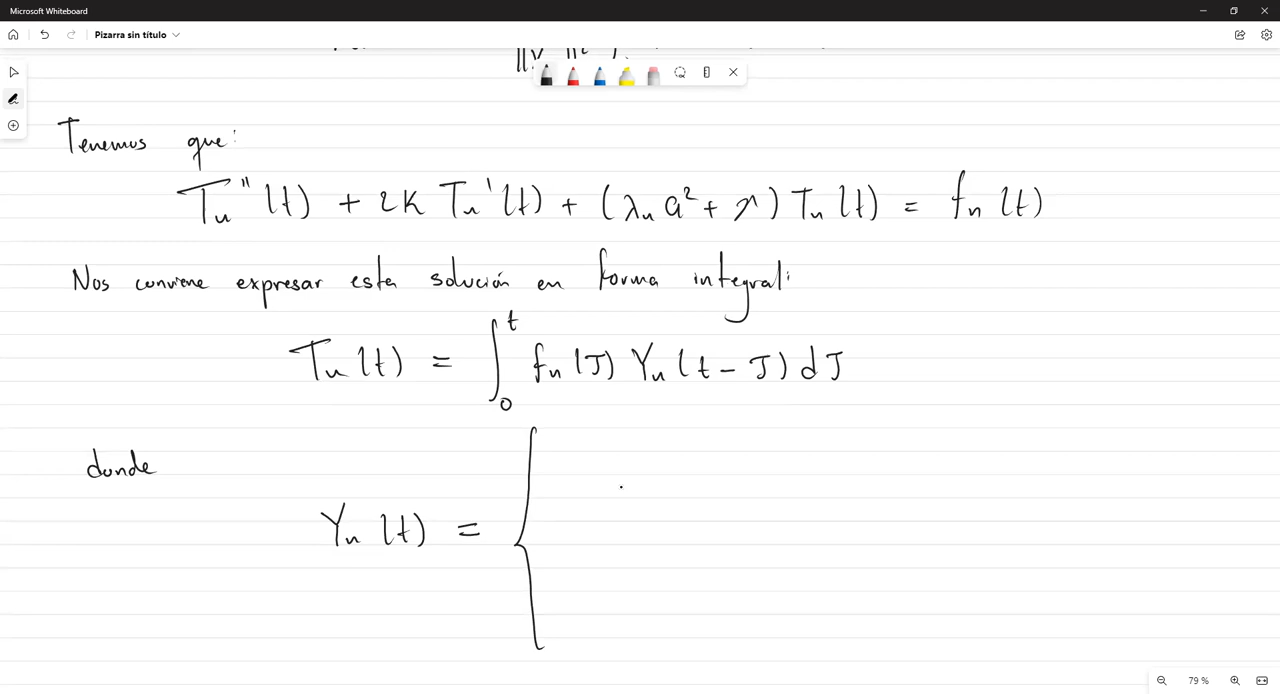 Microsoft Whiteboard
Pizarra sin título
Tenemos que:
Tn''(t) + 2K Tn'(t) + (λn a² + γ) Tn(t) = fn(t)
Nos conviene expresar esta solución en forma integral:
Tn(t) = ∫₀ᵗ fn(J) Yn(t - J) dJ
donde
Yn(t) = {
79 %